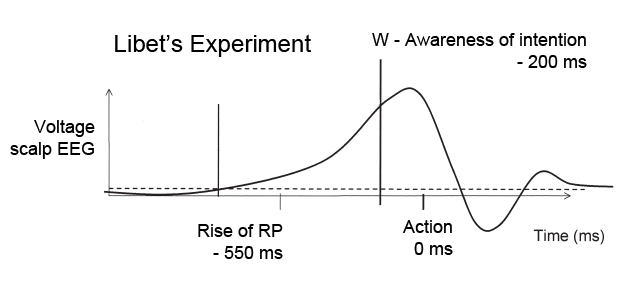 Libet's Experiment
W - Awareness of intention
- 200 ms
Voltage
scalp EEG
Rise of RP
- 550 ms
Action
0 ms
Time (ms)